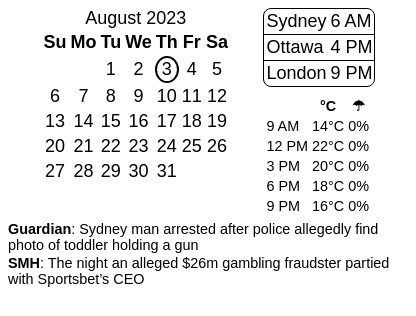 August 2023
Su Mo Tu We Th Fr Sa
1 2 3 4 5
6 7 8 9 10 11 12
13 14 15 16 17 18 19
20 21 22 23 24 25 26
27 28 29 30 31
Sydney 6 AM
Ottawa 4 PM
London 9 PM
°C ☂
9 AM 14°C 0%
12 PM 22°C 0%
3 PM 20°C 0%
6 PM 18°C 0%
9 PM 16°C 0%
Guardian: Sydney man arrested after police allegedly find
photo of toddler holding a gun
SMH: The night an alleged $26m gambling fraudster partied
with Sportsbet’s CEO